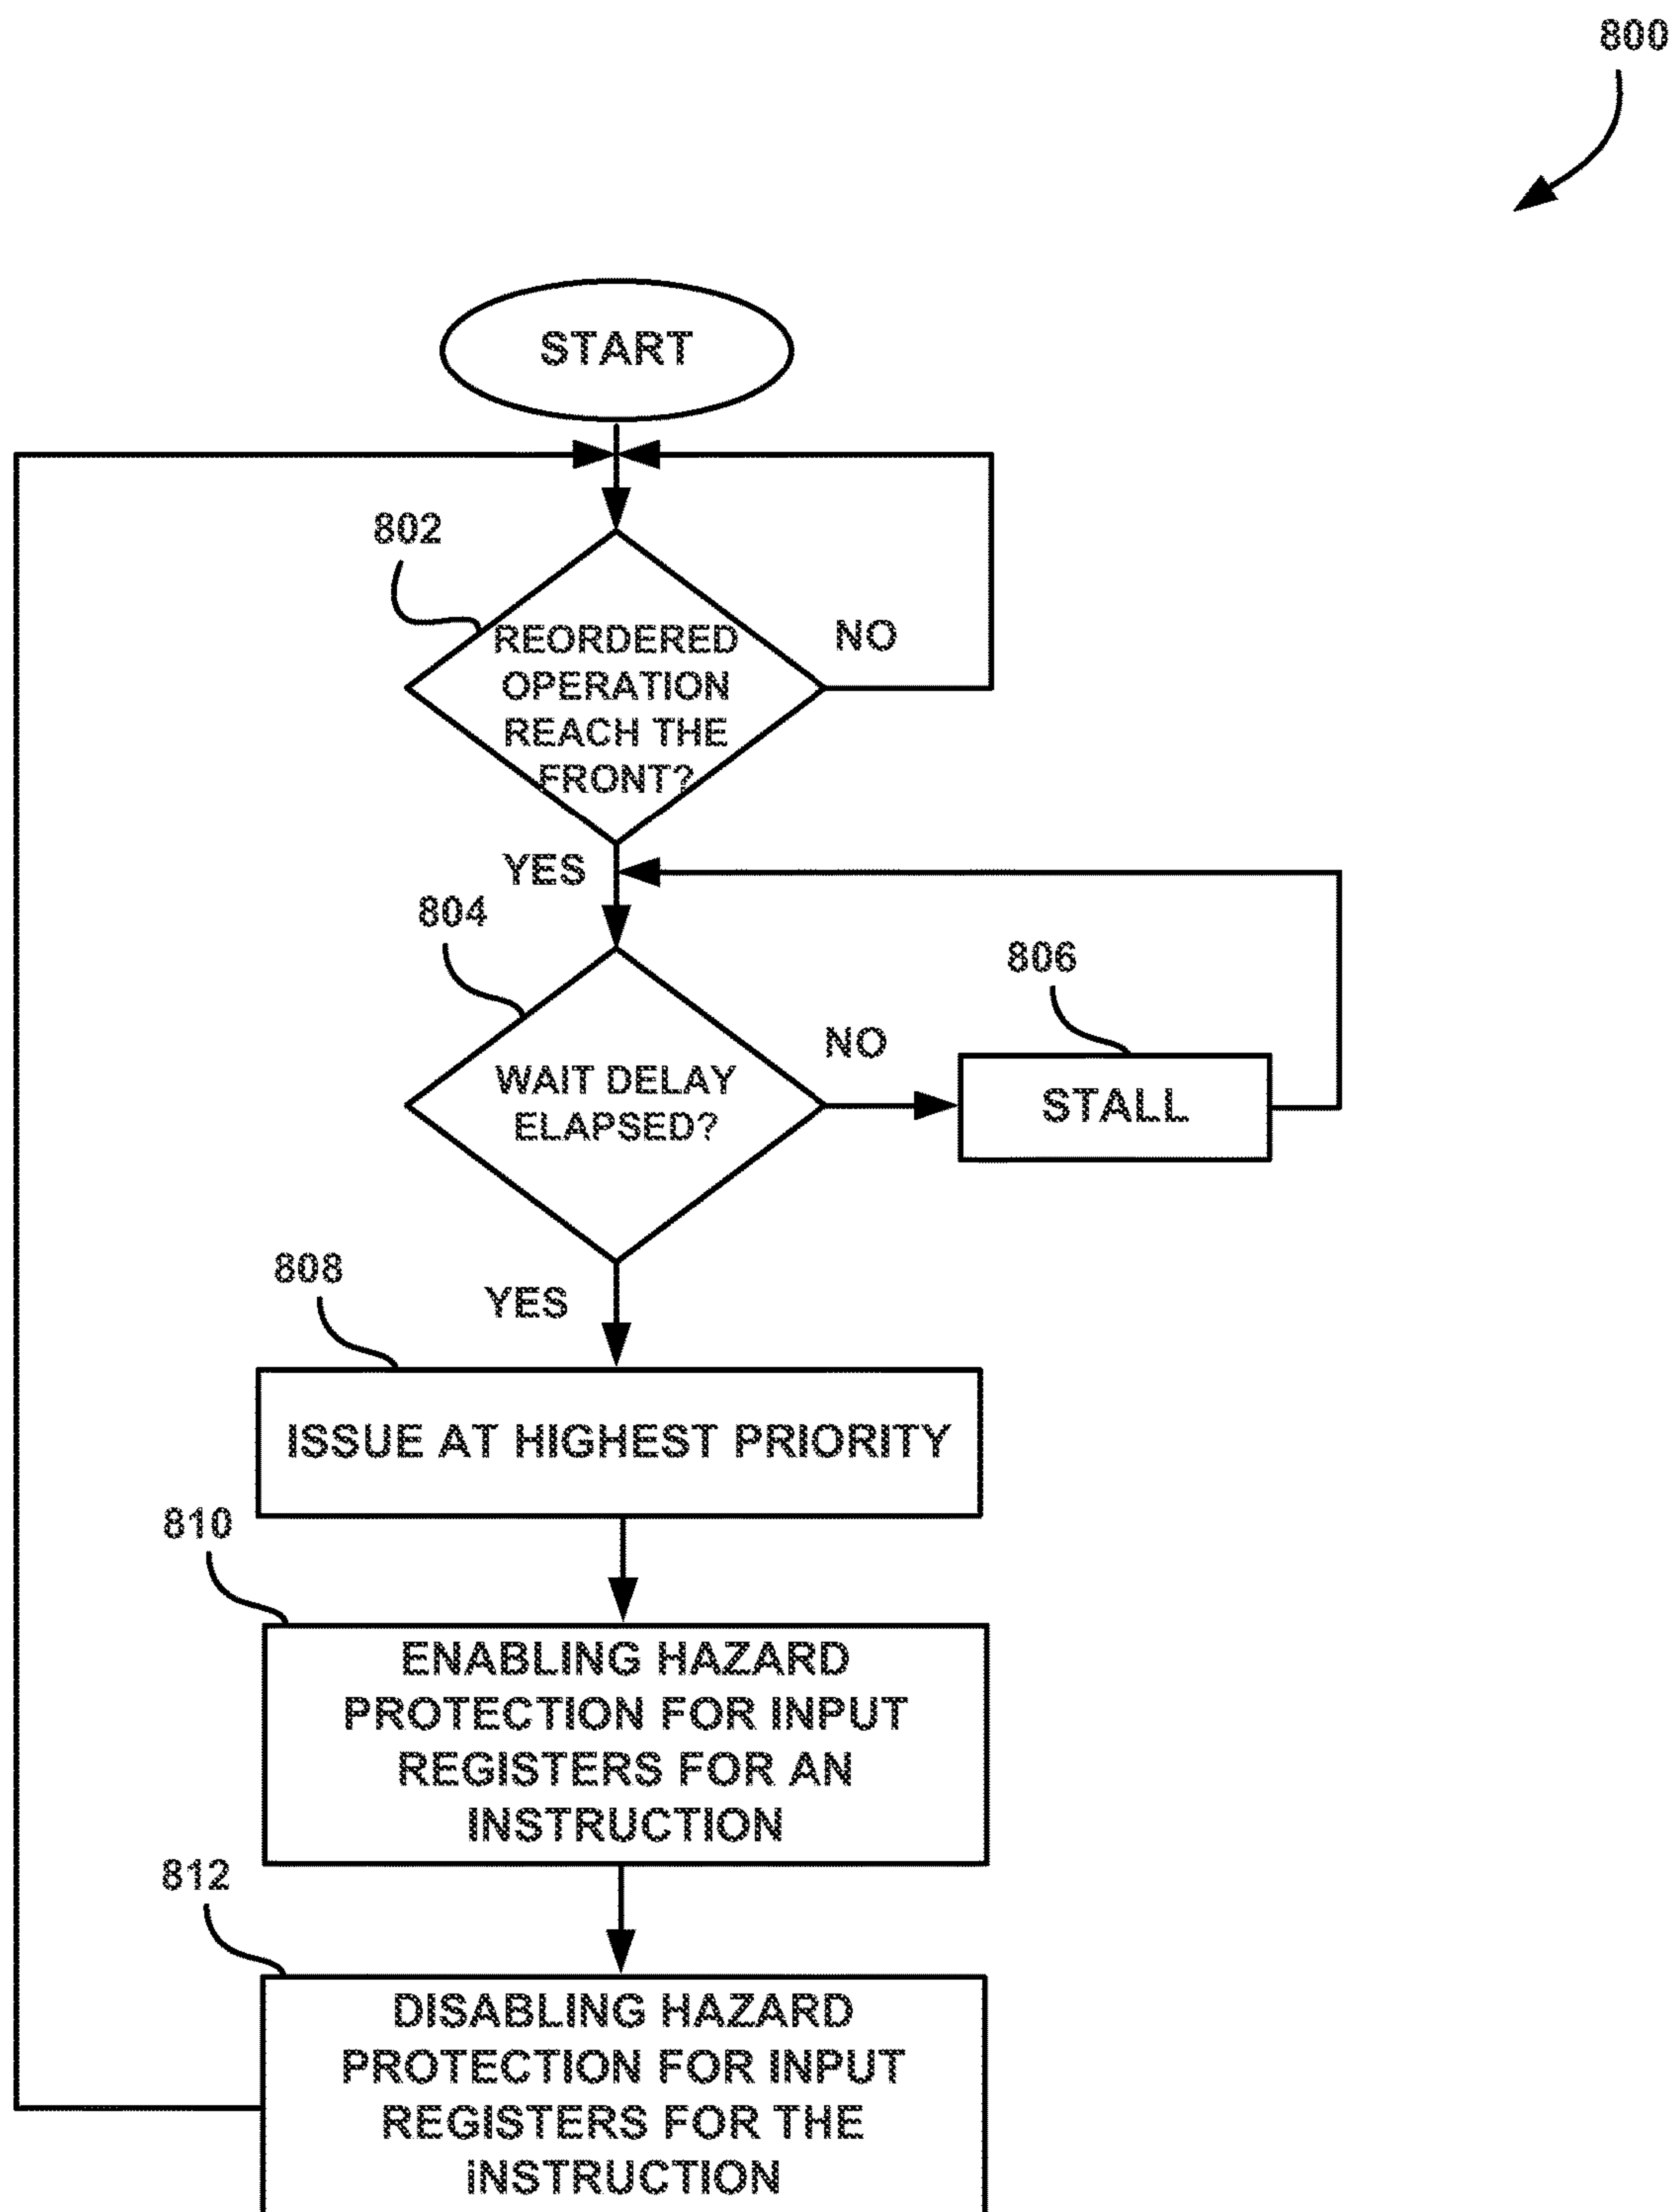 800
START
802
REORDERED
OPERATION
REACH THE
FRONT?
NO
YES
804
WAIT DELAY
ELAPSED?
NO
806
STALL
YES
808
ISSUE AT HIGHEST PRIORITY
810
ENABLING HAZARD
PROTECTION FOR INPUT
REGISTERS FOR AN
INSTRUCTION
812
DISABLING HAZARD
PROTECTION FOR INPUT
REGISTERS FOR THE
iNSTRUCTION